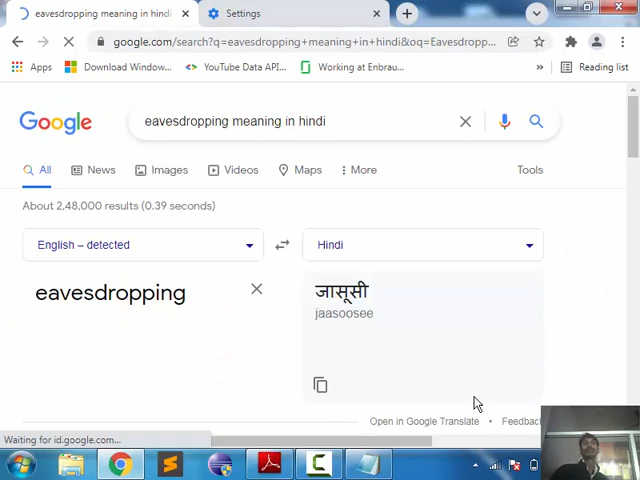 eavesdropping meaning in hindi
Settings
google.com/search?q=eavesdropping+meaning+in+hindi&oq=Eavesdropp...
Apps
Download Window...
YouTube Data API...
Working at Enbrau...
»
Reading list
Google
eavesdropping meaning in hindi
All
News
Images
Videos
Maps
More
Tools
About 2,48,000 results (0.39 seconds)
English – detected
Hindi
eavesdropping
जासूसी
jaasoosee
Open in Google Translate • Feedback
Waiting for id.google.com...